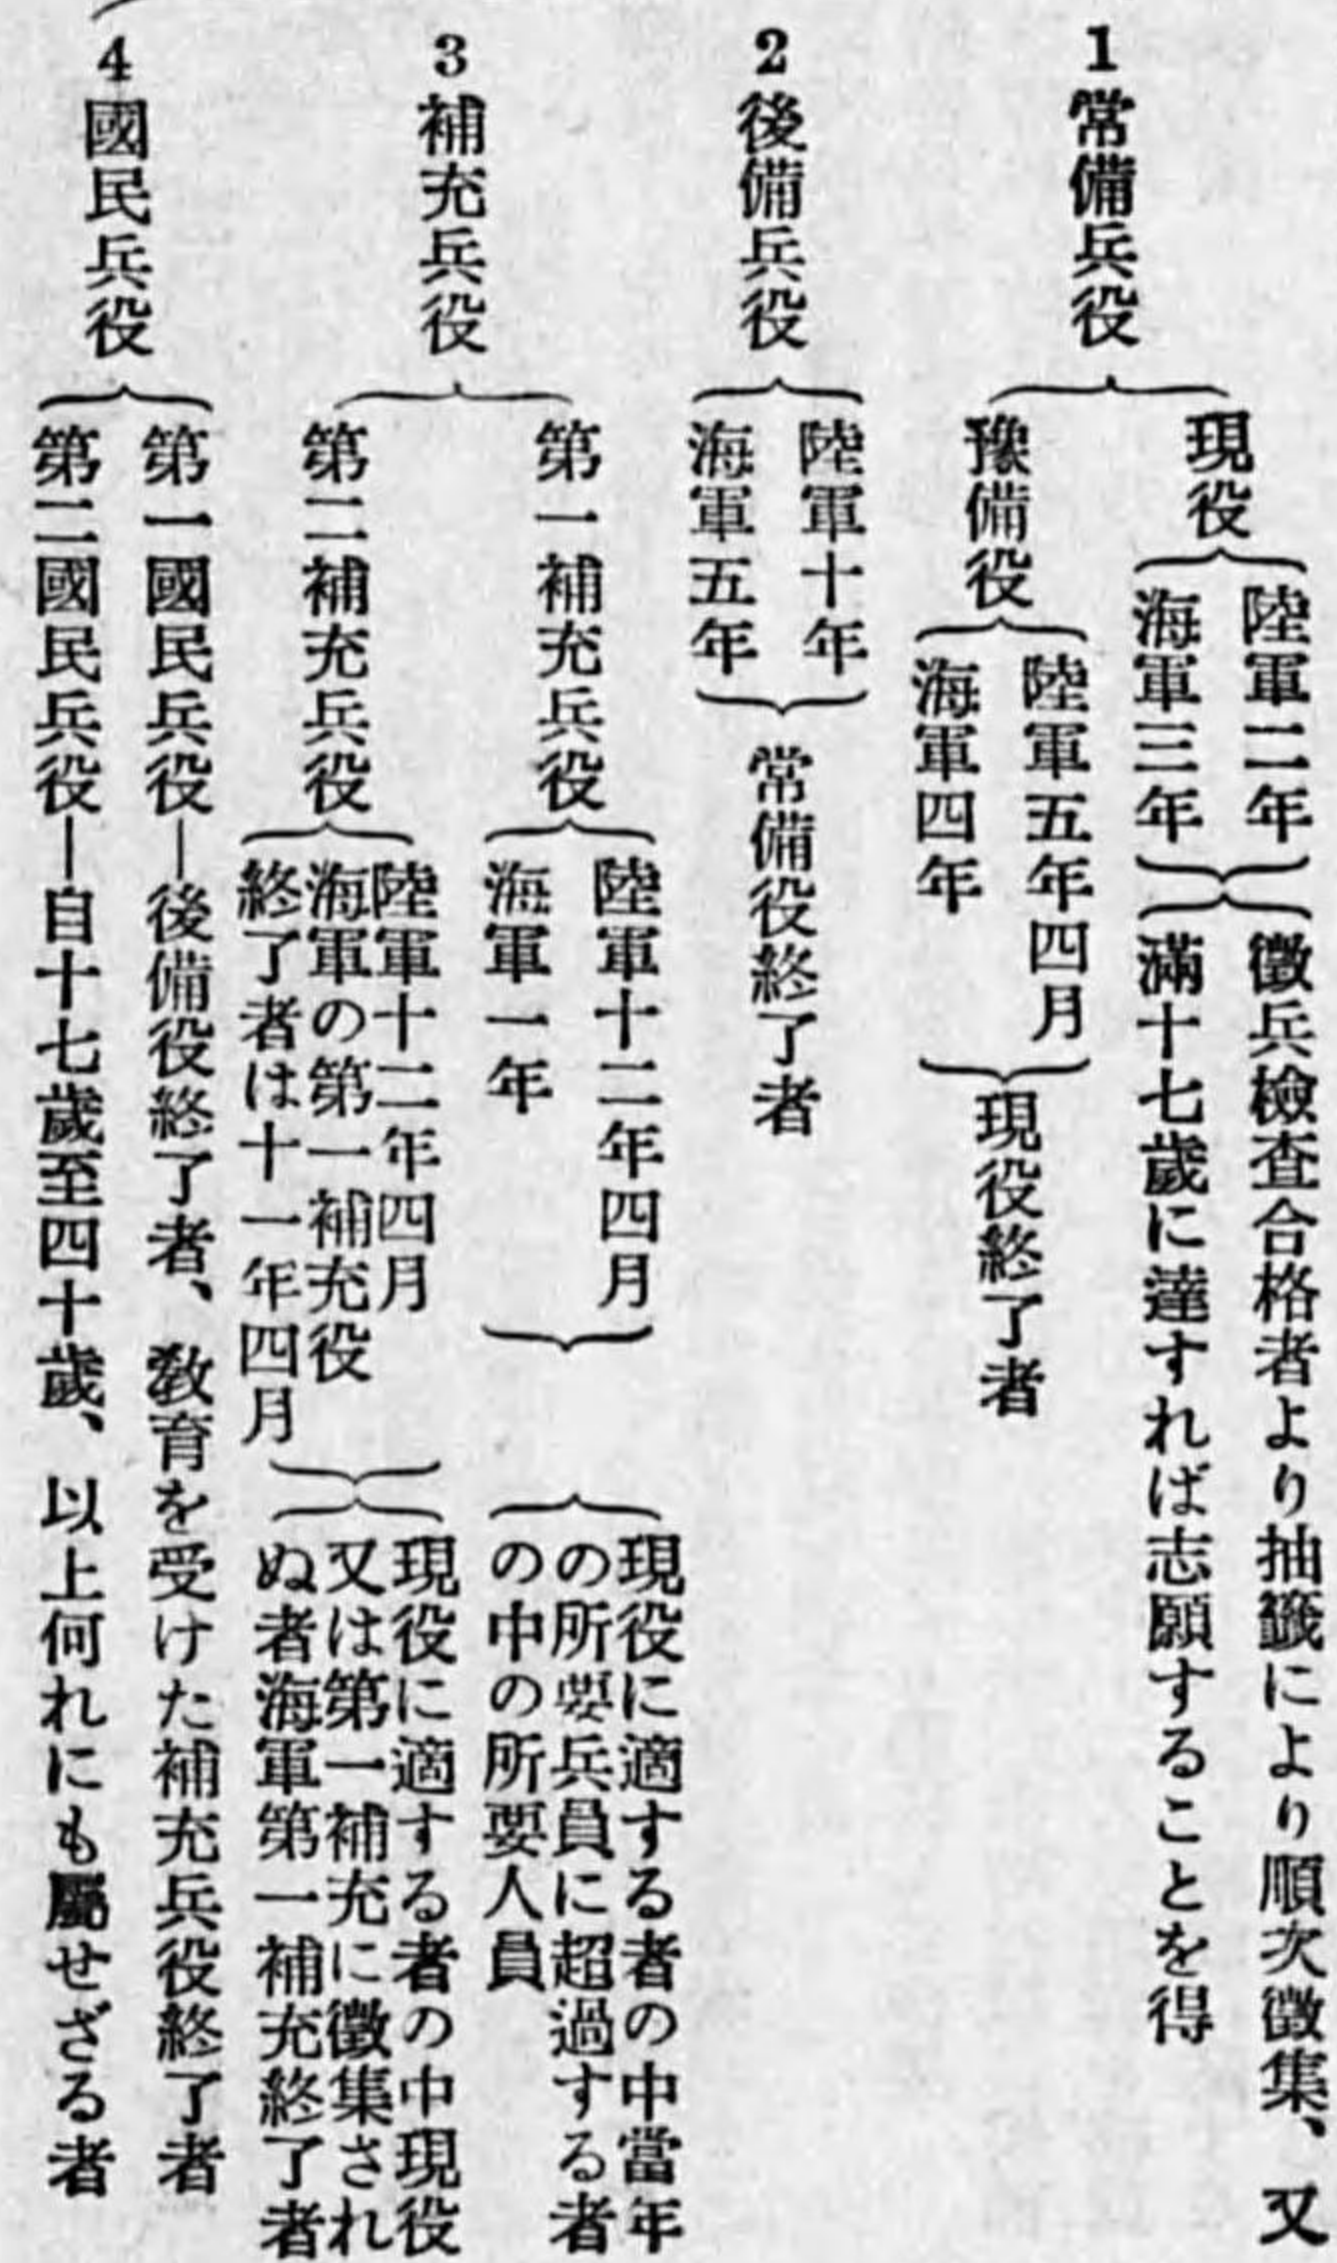 1 常備兵役
現役
陸軍二年
海軍三年
徵兵檢査合格者より抽籤により順次徵集、又
滿十七歲に達すれば志願することを得
豫備役
陸軍五年四月
海軍四年
現役終了者
2 後備兵役
陸軍十年
海軍五年
常備役終了者
3 補充兵役
第一補充兵役
陸軍十二年四月
海軍一年
現役に適する者の中當年
の所要兵員に超過する者
の中の所要人員
第二補充兵役
陸軍十二年四月
海軍の第一補充役
終了者は十一年四月
現役に適する者の中現役
又は第一補充に徵集され
ぬ者海軍第一補充終了者
4 國民兵役
第一國民兵役―後備役終了者、敎育を受けた補充兵役終了者
第二國民兵役―自十七歲至四十歲、以上何れにも屬せざる者